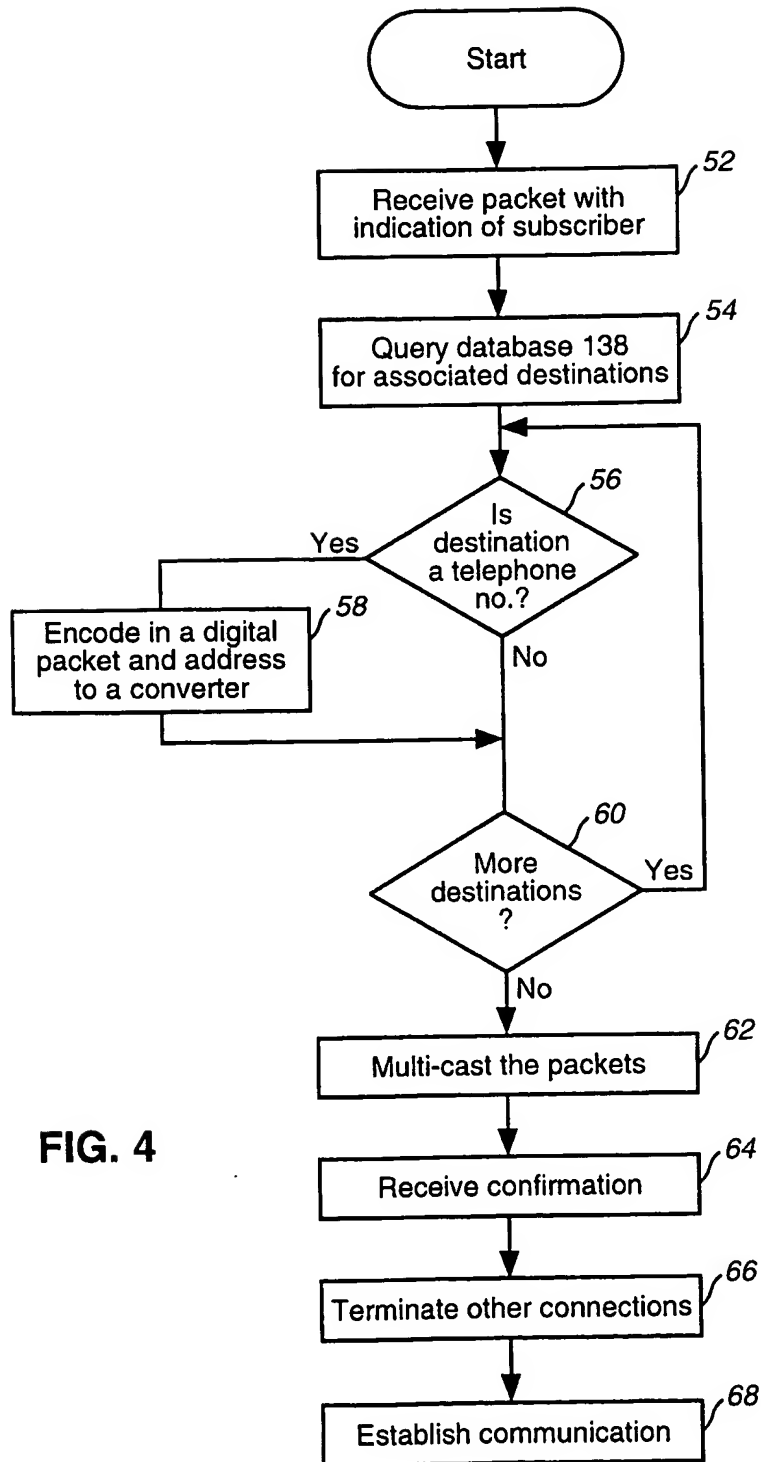 Start
52
Receive packet with
indication of subscriber
54
Query database 138
for associated destinations
56
Is
destination
a telephone
no.?
Yes
No
58
Encode in a digital
packet and address
to a converter
60
More
destinations
?
Yes
No
62
Multi-cast the packets
FIG. 4
64
Receive confirmation
66
Terminate other connections
68
Establish communication